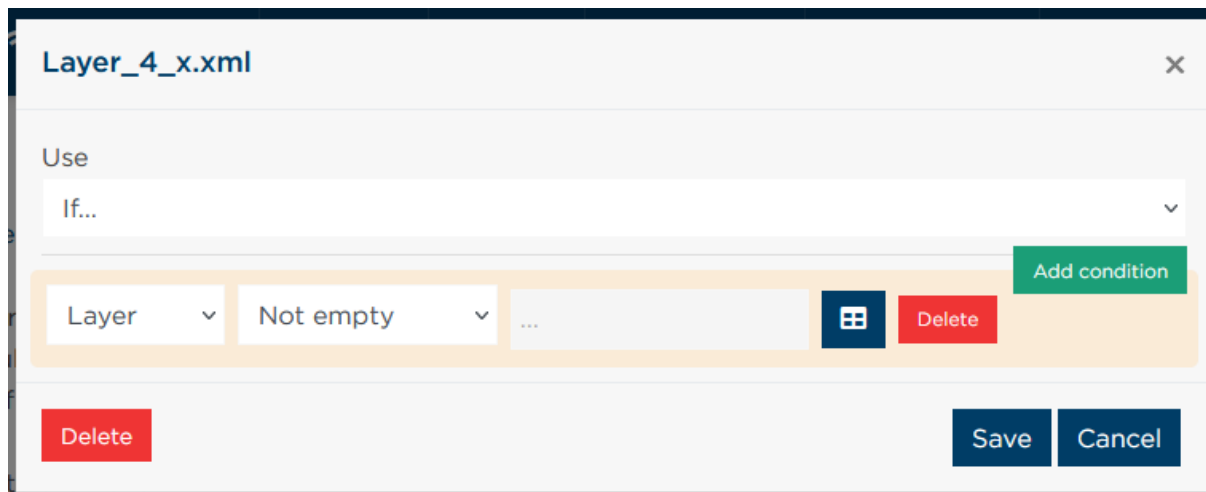 Layer_4_x.xml
×
Use
If...
Add condition
Layer Not empty ... Delete
Delete Save Cancel